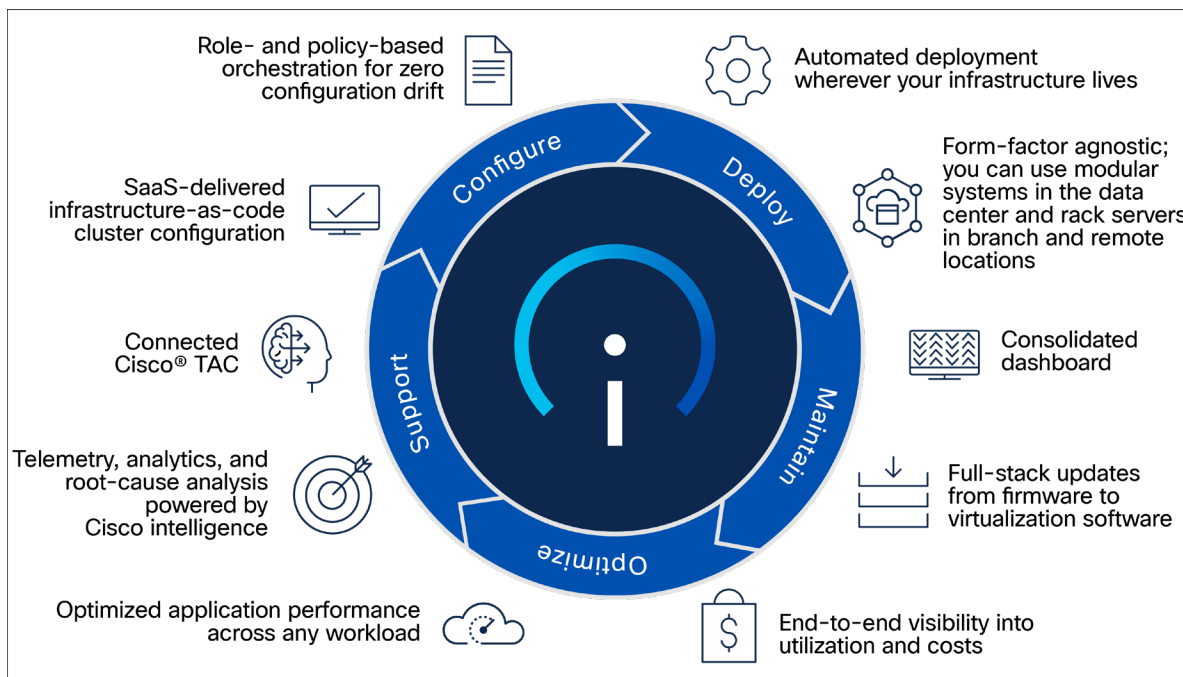 Role- and policy-based
orchestration for zero
configuration drift
Automated deployment
wherever your infrastructure lives
SaaS-delivered
infrastructure-as-code
cluster configuration
Form-factor agnostic;
you can use modular
systems in the data
center and rack servers
in branch and remote
locations
Connected
Cisco® TAC
Consolidated
dashboard
Telemetry, analytics, and
root-cause analysis
powered by
Cisco intelligence
Full-stack updates
from firmware to
virtualization software
Optimized application performance
across any workload
End-to-end visibility into
utilization and costs
$
Configure
Deploy
Maintain
Optimize
Support